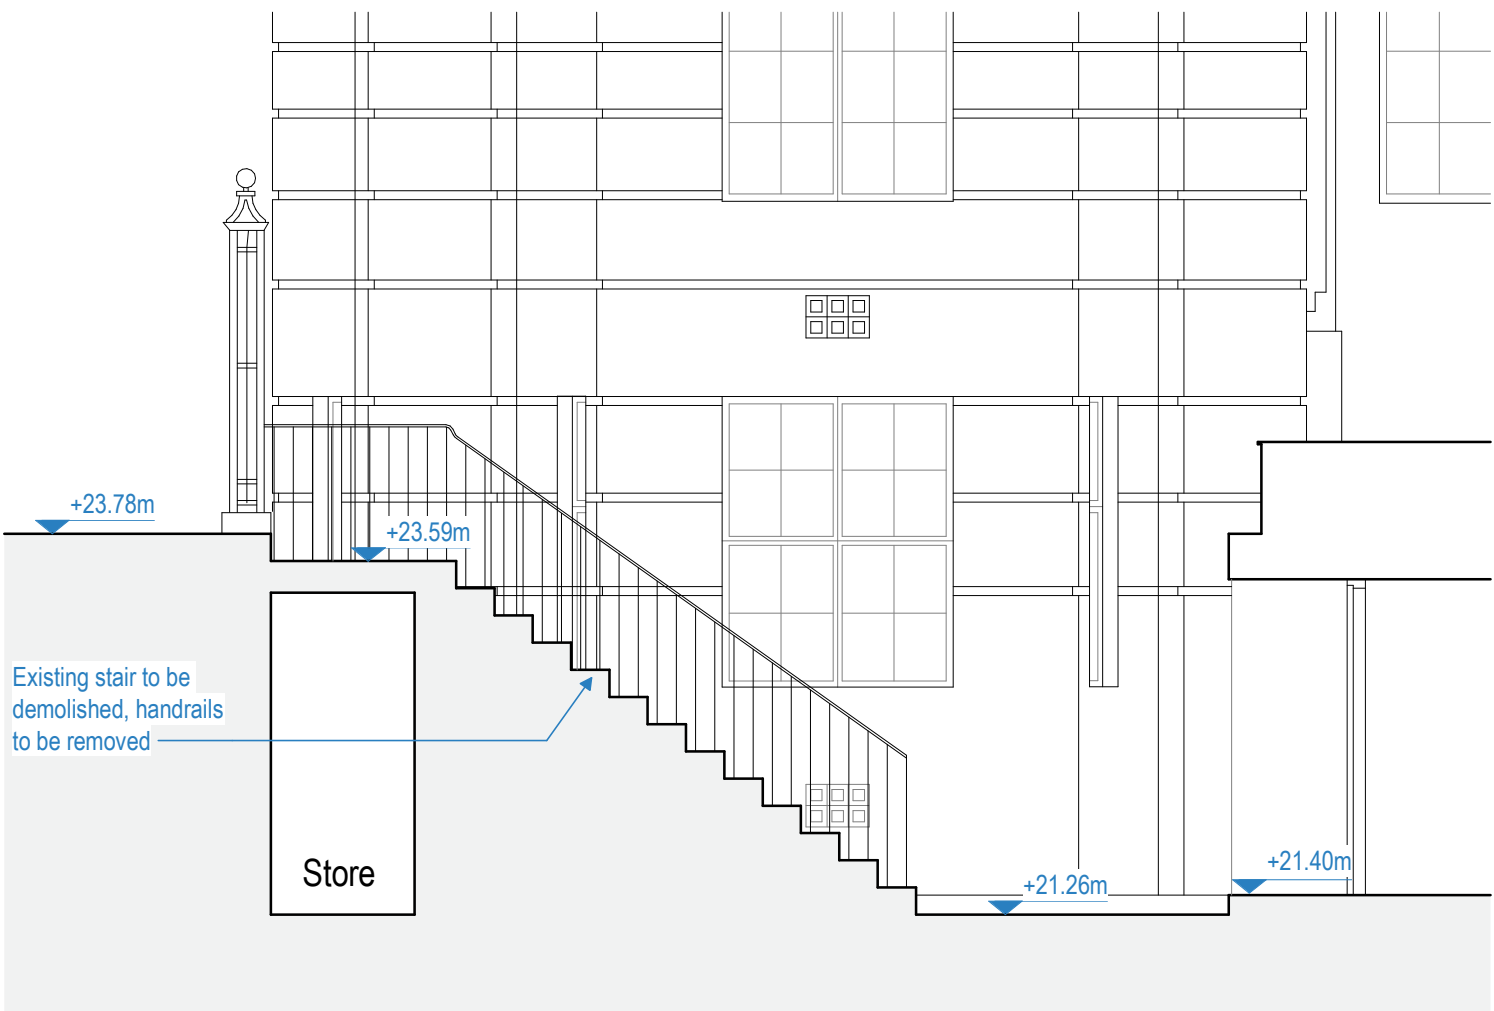 +23.78m
+23.59m
Existing stair to be
demolished, handrails
to be removed
Store
+21.26m
+21.40m